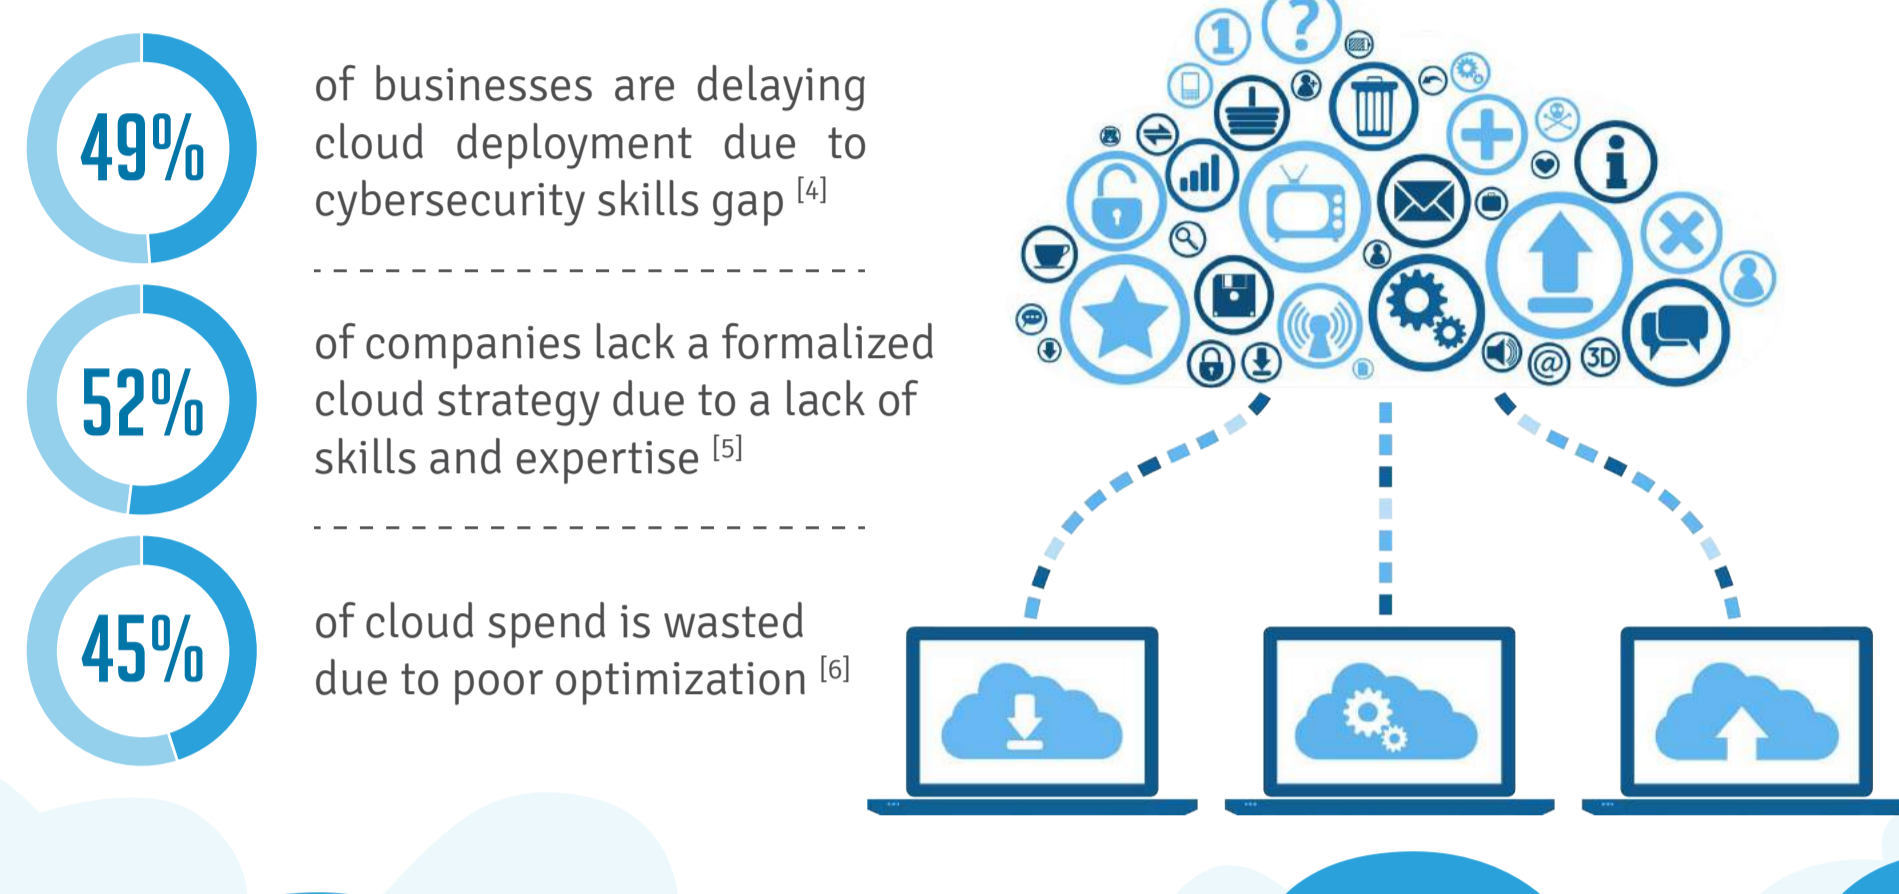 49%
of businesses are delaying
cloud deployment due to
cybersecurity skills gap [4]
52%
of companies lack a formalized
cloud strategy due to a lack of
skills and expertise [5]
45%
of cloud spend is wasted
due to poor optimization [6]
1
?
i
@
3D